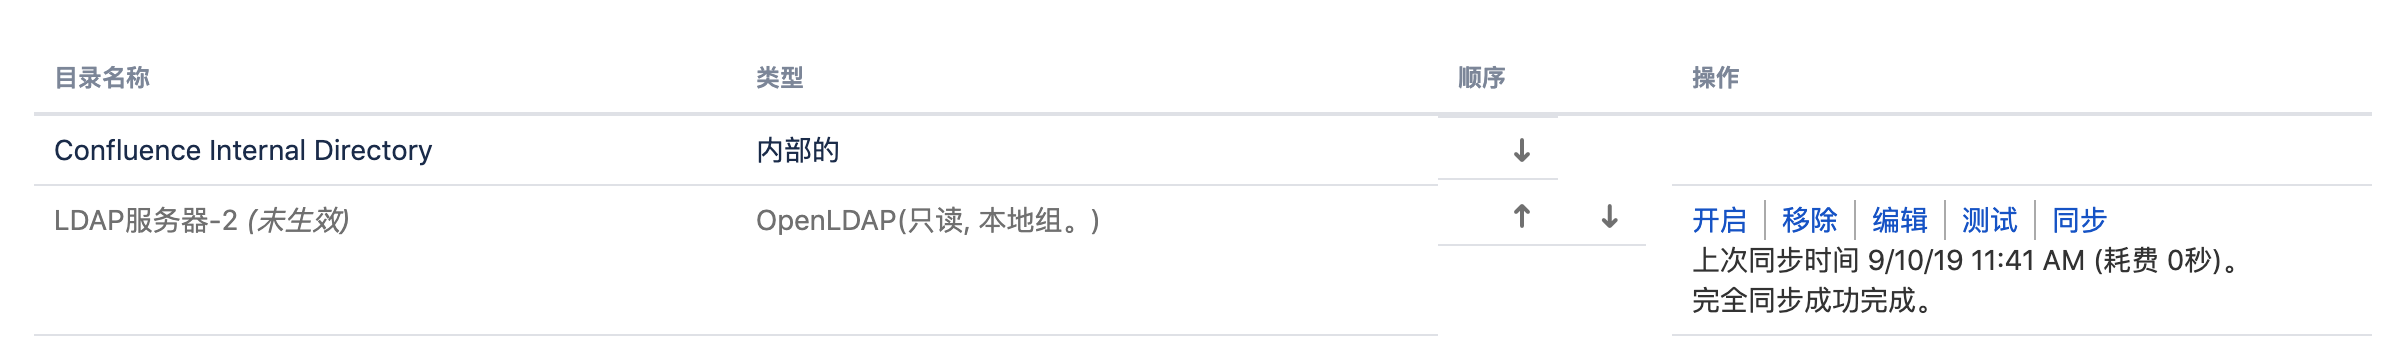 目录名称 类型 顺序 操作
Confluence Internal Directory 内部的 ↓
LDAP服务器-2 (未生效) OpenLDAP(只读, 本地组。) ↑ ↓ 开启 移除 编辑 测试 同步
上次同步时间 9/10/19 11:41 AM (耗费 0秒)。
完全同步成功完成。